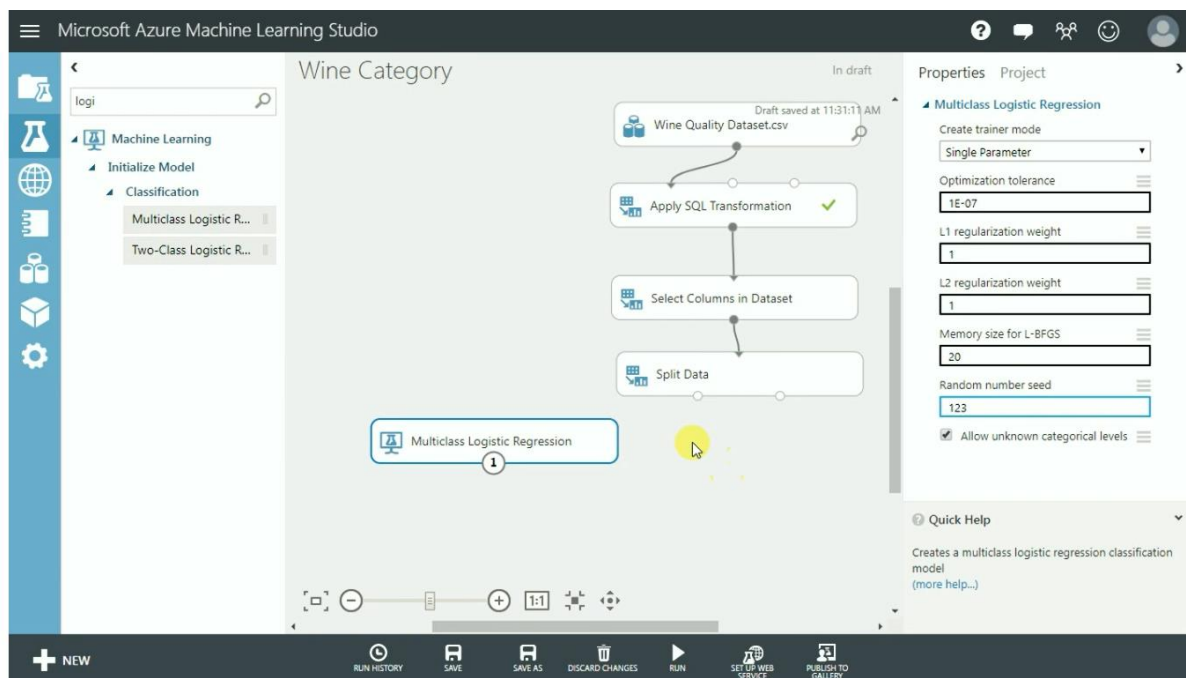 Microsoft Azure Machine Learning Studio
logi
Machine Learning
Initialize Model
Classification
Multiclass Logistic R...
Two-Class Logistic R...
Wine Category
In draft
Draft saved at 11:31:11 AM
Wine Quality Dataset.csv
Apply SQL Transformation
Select Columns in Dataset
Split Data
Multiclass Logistic Regression
1
1:1
Properties Project
Multiclass Logistic Regression
Create trainer mode
Single Parameter
Optimization tolerance
1E-07
L1 regularization weight
1
L2 regularization weight
1
Memory size for L-BFGS
20
Random number seed
123
Allow unknown categorical levels
Quick Help
Creates a multiclass logistic regression classification
model
(more help...)
NEW
RUN HISTORY
SAVE
SAVE AS
DISCARD CHANGES
RUN
SET UP WEB
SERVICE
PUBLISH TO
GALLERY